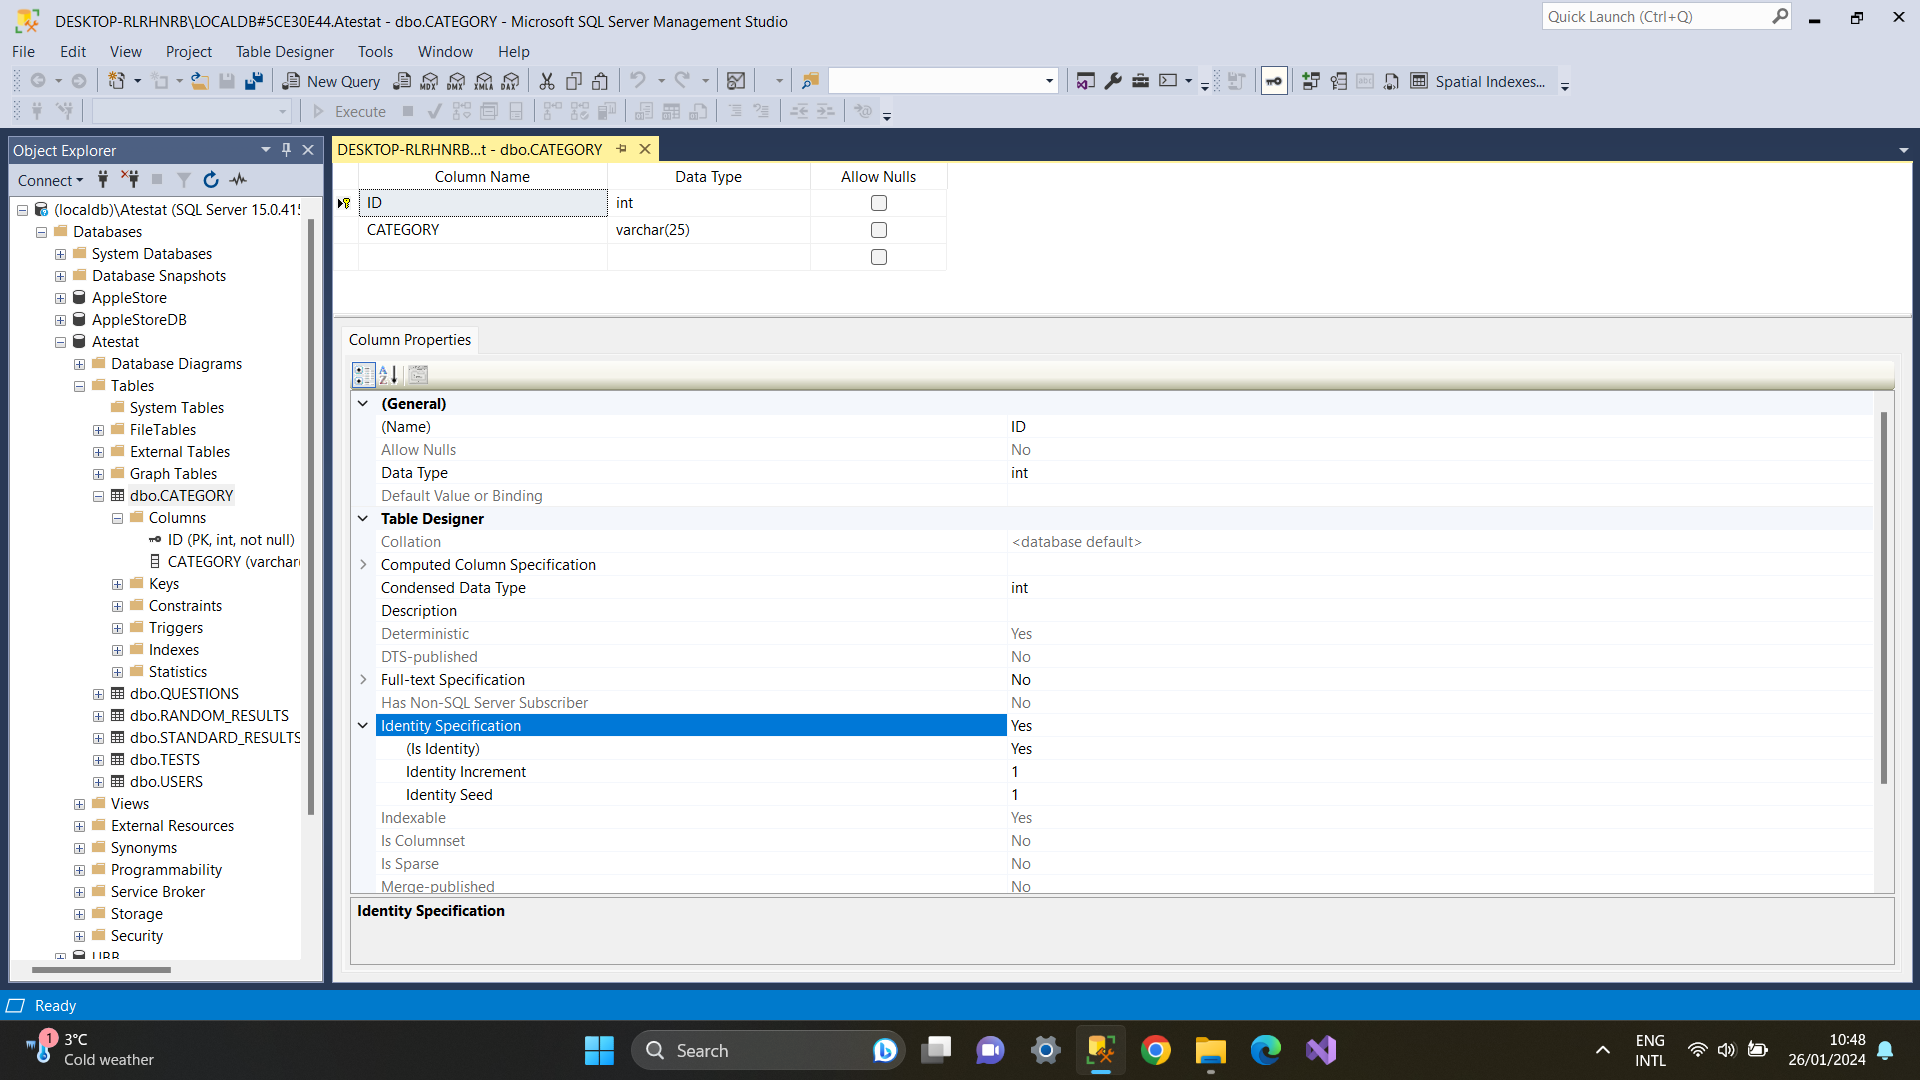 DESKTOP-RLRHNRB\LOCALDB#5CE30E44.Atestat - dbo.CATEGORY - Microsoft SQL Server Management Studio
Quick Launch (Ctrl+Q)
File Edit View Project Table Designer Tools Window Help
New Query MDX DMX XMLA DAX Spatial Indexes...
Execute
Object Explorer
Connect
(localdb)\Atestat (SQL Server 15.0.415
Databases
System Databases
Database Snapshots
AppleStore
AppleStoreDB
Atestat
Database Diagrams
Tables
System Tables
FileTables
External Tables
Graph Tables
dbo.CATEGORY
Columns
ID (PK, int, not null)
CATEGORY (varchar(
Keys
Constraints
Triggers
Indexes
Statistics
dbo.QUESTIONS
dbo.RANDOM_RESULTS
dbo.STANDARD_RESULTS
dbo.TESTS
dbo.USERS
Views
External Resources
Synonyms
Programmability
Service Broker
Storage
Security
UBB
DESKTOP-RLRHNRB...t - dbo.CATEGORY
Column Name Data Type Allow Nulls
ID int
CATEGORY varchar(25)
Column Properties
(General)
(Name) ID
Allow Nulls No
Data Type int
Default Value or Binding
Table Designer
Collation <database default>
Computed Column Specification
Condensed Data Type int
Description
Deterministic Yes
DTS-published No
Full-text Specification No
Has Non-SQL Server Subscriber No
Identity Specification Yes
(Is Identity) Yes
Identity Increment 1
Identity Seed 1
Indexable Yes
Is Columnset No
Is Sparse No
Merge-published No
Identity Specification
Ready
1
3°C
Cold weather
Search
ENG
INTL
10:48
26/01/2024